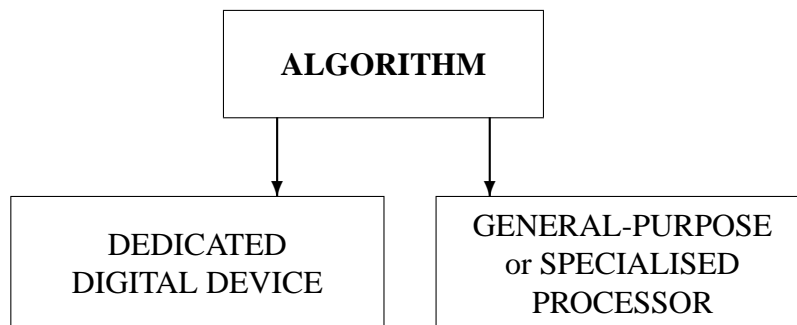 ALGORITHM
DEDICATED
DIGITAL DEVICE
GENERAL-PURPOSE
or SPECIALISED
PROCESSOR